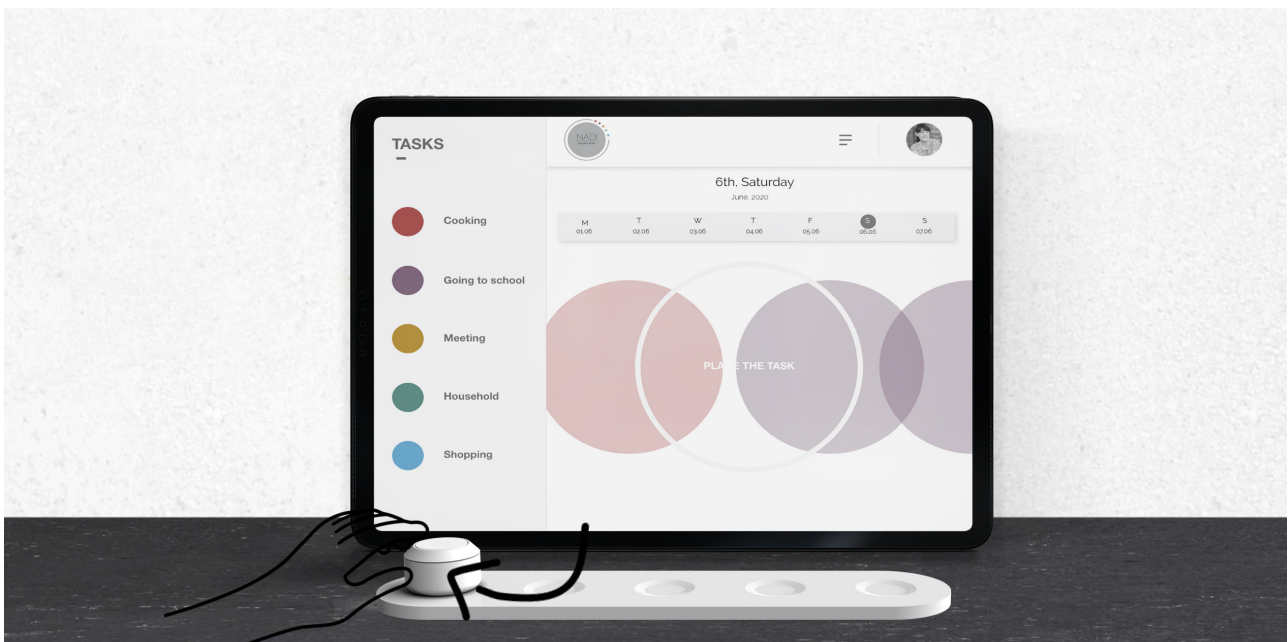 TASKS
Cooking
Going to school
Meeting
Household
Shopping
NADI
6th, Saturday
June, 2020
M T W T F S S
01.06 02.06 03.06 04.06 05.06 06.06 07.06
PLACE THE TASK